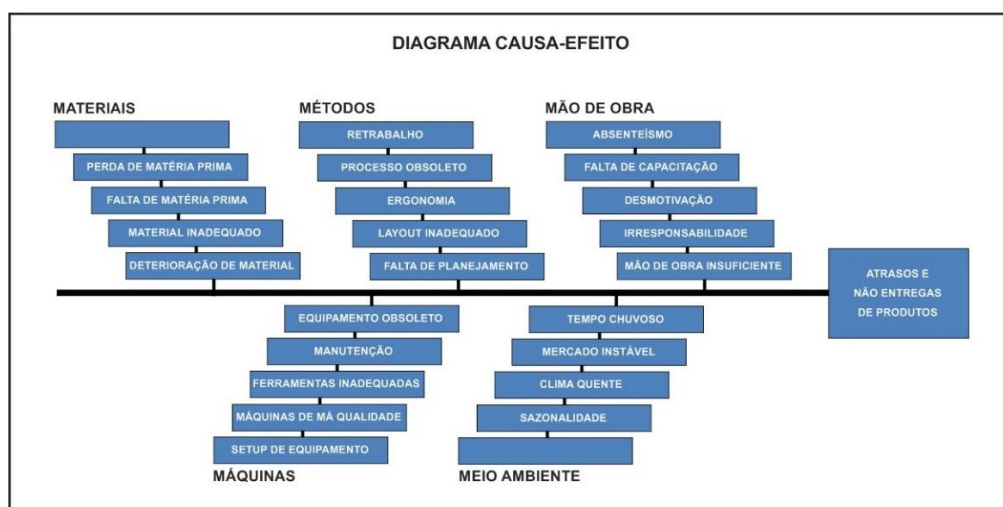 DIAGRAMA CAUSA-EFEITO
MATERIAIS
PERDA DE MATÉRIA PRIMA
FALTA DE MATÉRIA PRIMA
MATERIAL INADEQUADO
DETERIORAÇÃO DE MATERIAL
MÉTODOS
RETRABALHO
PROCESSO OBSOLETO
ERGONOMIA
LAYOUT INADEQUADO
FALTA DE PLANEJAMENTO
MÃO DE OBRA
ABSENTEÍSMO
FALTA DE CAPACITAÇÃO
DESMOTIVAÇÃO
IRRESPONSABILIDADE
MÃO DE OBRA INSUFICIENTE
ATRASOS E
NÃO ENTREGAS
DE PRODUTOS
EQUIPAMENTO OBSOLETO
MANUTENÇÃO
FERRAMENTAS INADEQUADAS
MÁQUINAS DE MÁ QUALIDADE
SETUP DE EQUIPAMENTO
MÁQUINAS
TEMPO CHUVOSO
MERCADO INSTÁVEL
CLIMA QUENTE
SAZONALIDADE
MEIO AMBIENTE